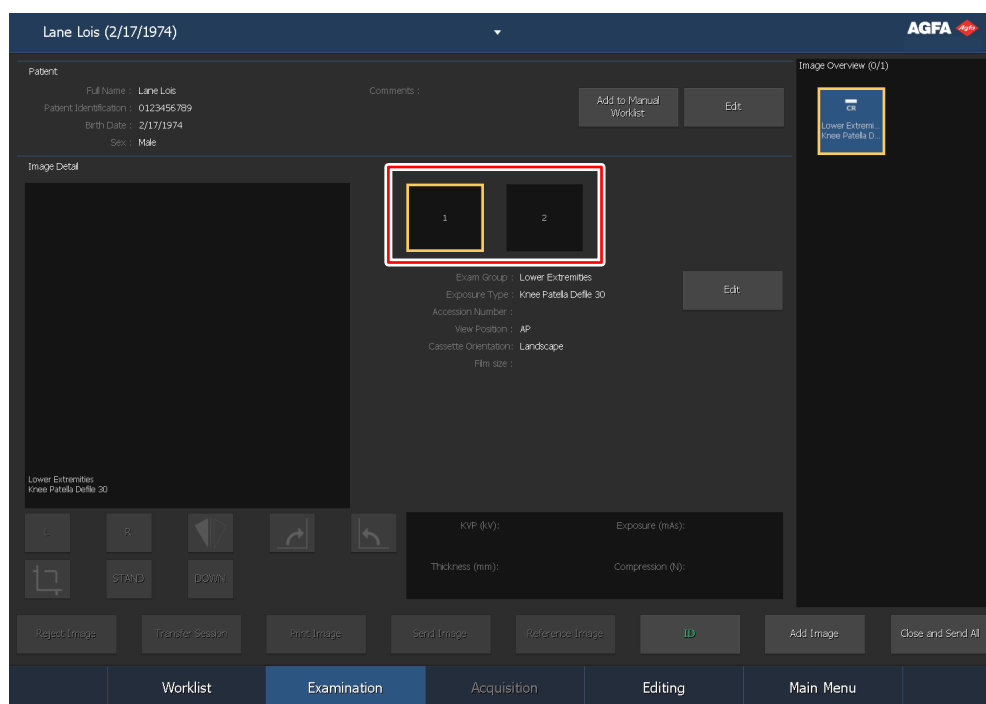 Lane Lois (2/17/1974)
AGFA Agfa
Patient
Full Name : Lane Lois
Comments :
Patient Identification : 0123456789
Birth Date : 2/17/1974
Sex : Male
Add to Manual
Worklist
Edit
Image Overview (0/1)
CR
Lower Extremi...
Knee Patella D...
Image Detail
1
2
Exam Group : Lower Extremities
Exposure Type : Knee Patella Defile 30
Accession Number :
View Position : AP
Cassette Orientation : Landscape
Film size :
Edit
Lower Extremities
Knee Patella Defile 30
L
R
STAND
DOWN
KVP (kV):
Exposure (mAs):
Thickness (mm):
Compression (N):
Reject Image
Transfer Session
Print Image
Send Image
Reference Image
ID
Add Image
Close and Send All
Worklist
Examination
Acquisition
Editing
Main Menu